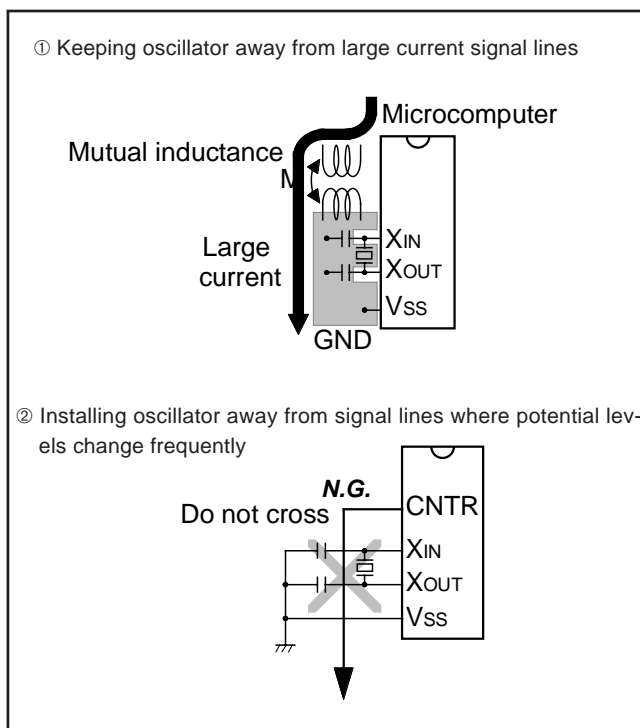 ① Keeping oscillator away from large current signal lines
Microcomputer
Mutual inductance
M
XIN
Large
current
XOUT
VSS
GND
② Installing oscillator away from signal lines where potential lev-
els change frequently
N.G.
CNTR
Do not cross
XIN
XOUT
VSS